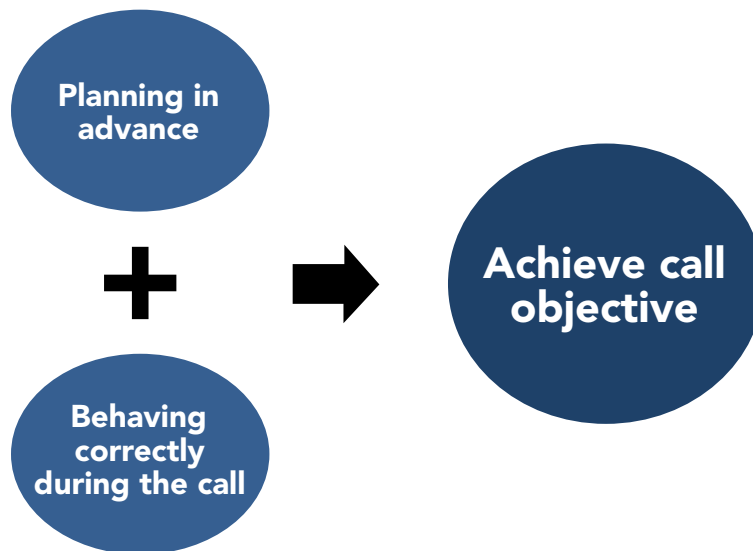 Planning in
advance
Behaving
correctly
during the call
Achieve call
objective